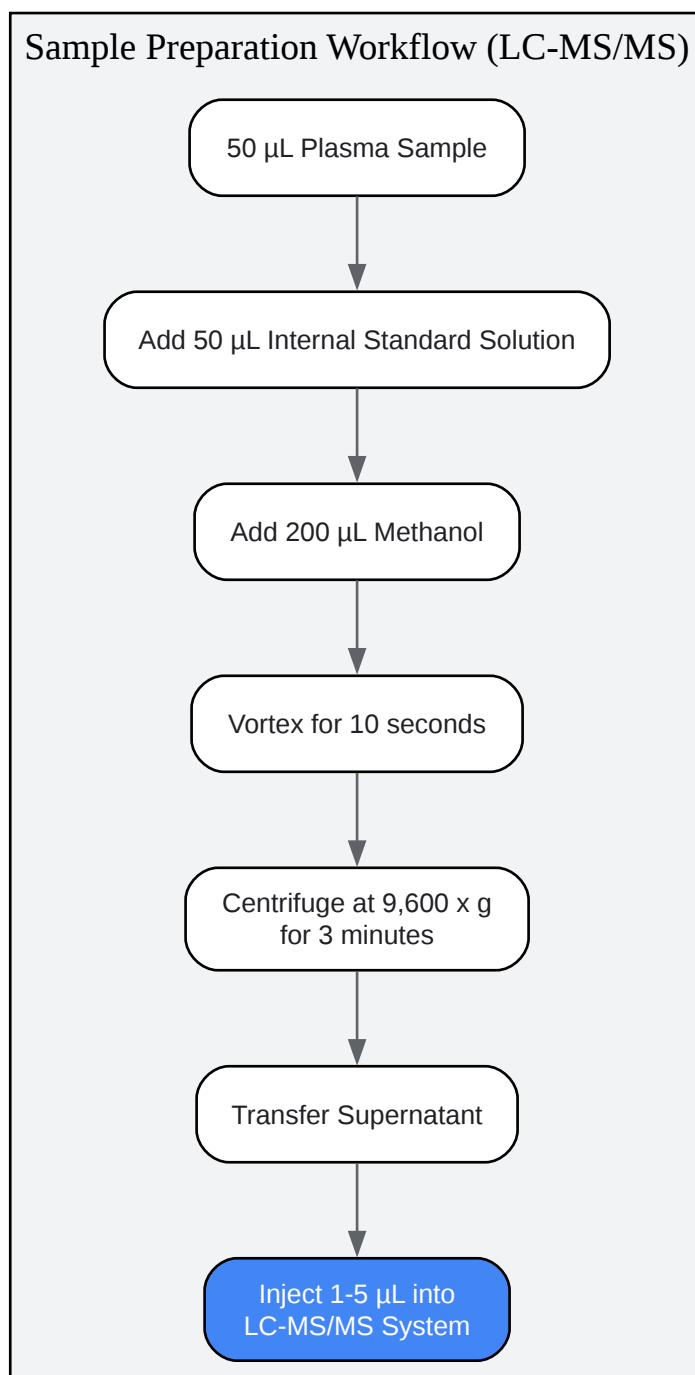 Sample Preparation Workflow (LC-MS/MS)
50 µL Plasma Sample
Add 50 µL Internal Standard Solution
Add 200 µL Methanol
Vortex for 10 seconds
Centrifuge at 9,600 x g
for 3 minutes
Transfer Supernatant
Inject 1-5 µL into
LC-MS/MS System